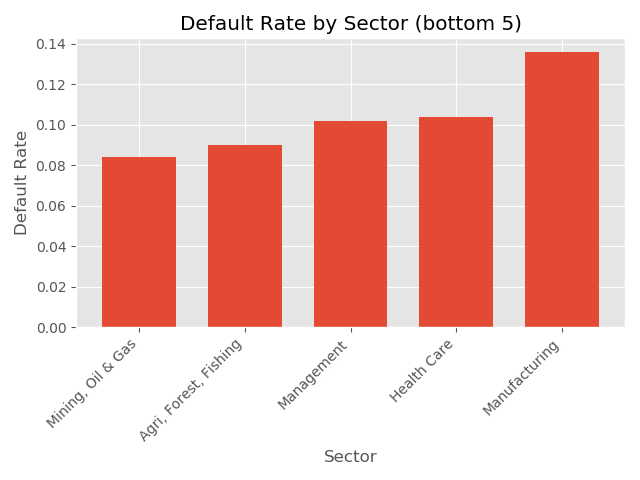 Default Rate by Sector (bottom 5)
Default Rate
0.14
0.12
0.10
0.08
0.06
0.04
0.02
0.00
Mining, Oil & Gas
Agri, Forest, Fishing
Management
Health Care
Manufacturing
Sector